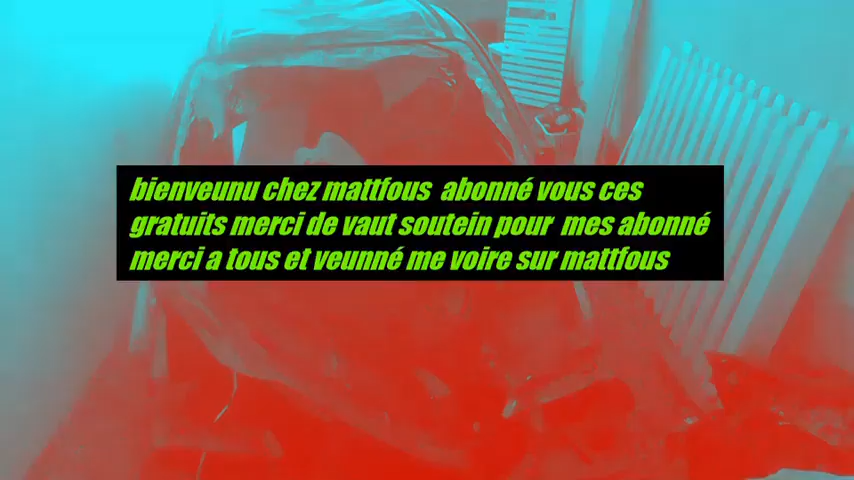 bienveunu chez mattfous abonné vous ces
gratuits merci de vaut soutein pour mes abonné
merci a tous et veunné me voire sur mattfous